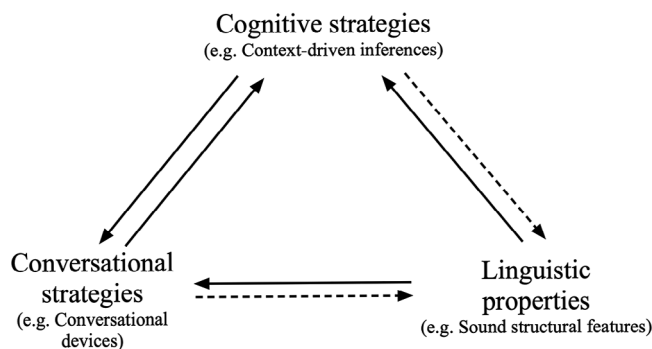 Cognitive strategies
(e.g. Context-driven inferences)
Conversational
strategies
(e.g. Conversational
devices)
Linguistic
properties
(e.g. Sound structural features)